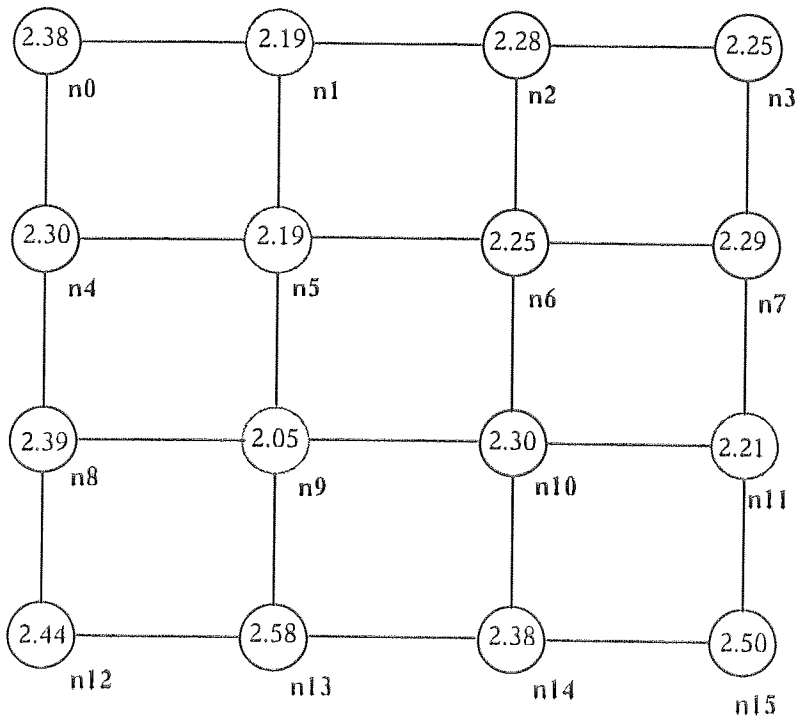 2.38 2.19 2.28 2.25
n0 n1 n2 n3
2.30 2.19 2.25 2.29
n4 n5 n6 n7
2.39 2.05 2.30 2.21
n8 n9 n10 n11
2.44 2.58 2.38 2.50
n12 n13 n14 n15